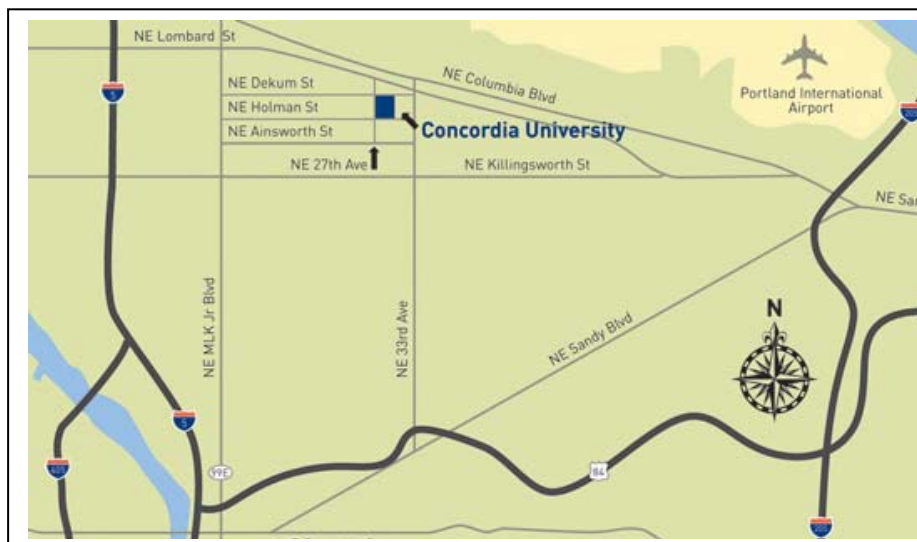 NE Lombard St
5
NE Dekum St
NE Columbia Blvd
Portland International
Airport
NE Holman St
NE Ainsworth St
Concordia University
NE 27th Ave
NE Killingsworth St
NE MLK Jr Blvd
NE 33rd Ave
NE Sandy Blvd
N
5
99E
84